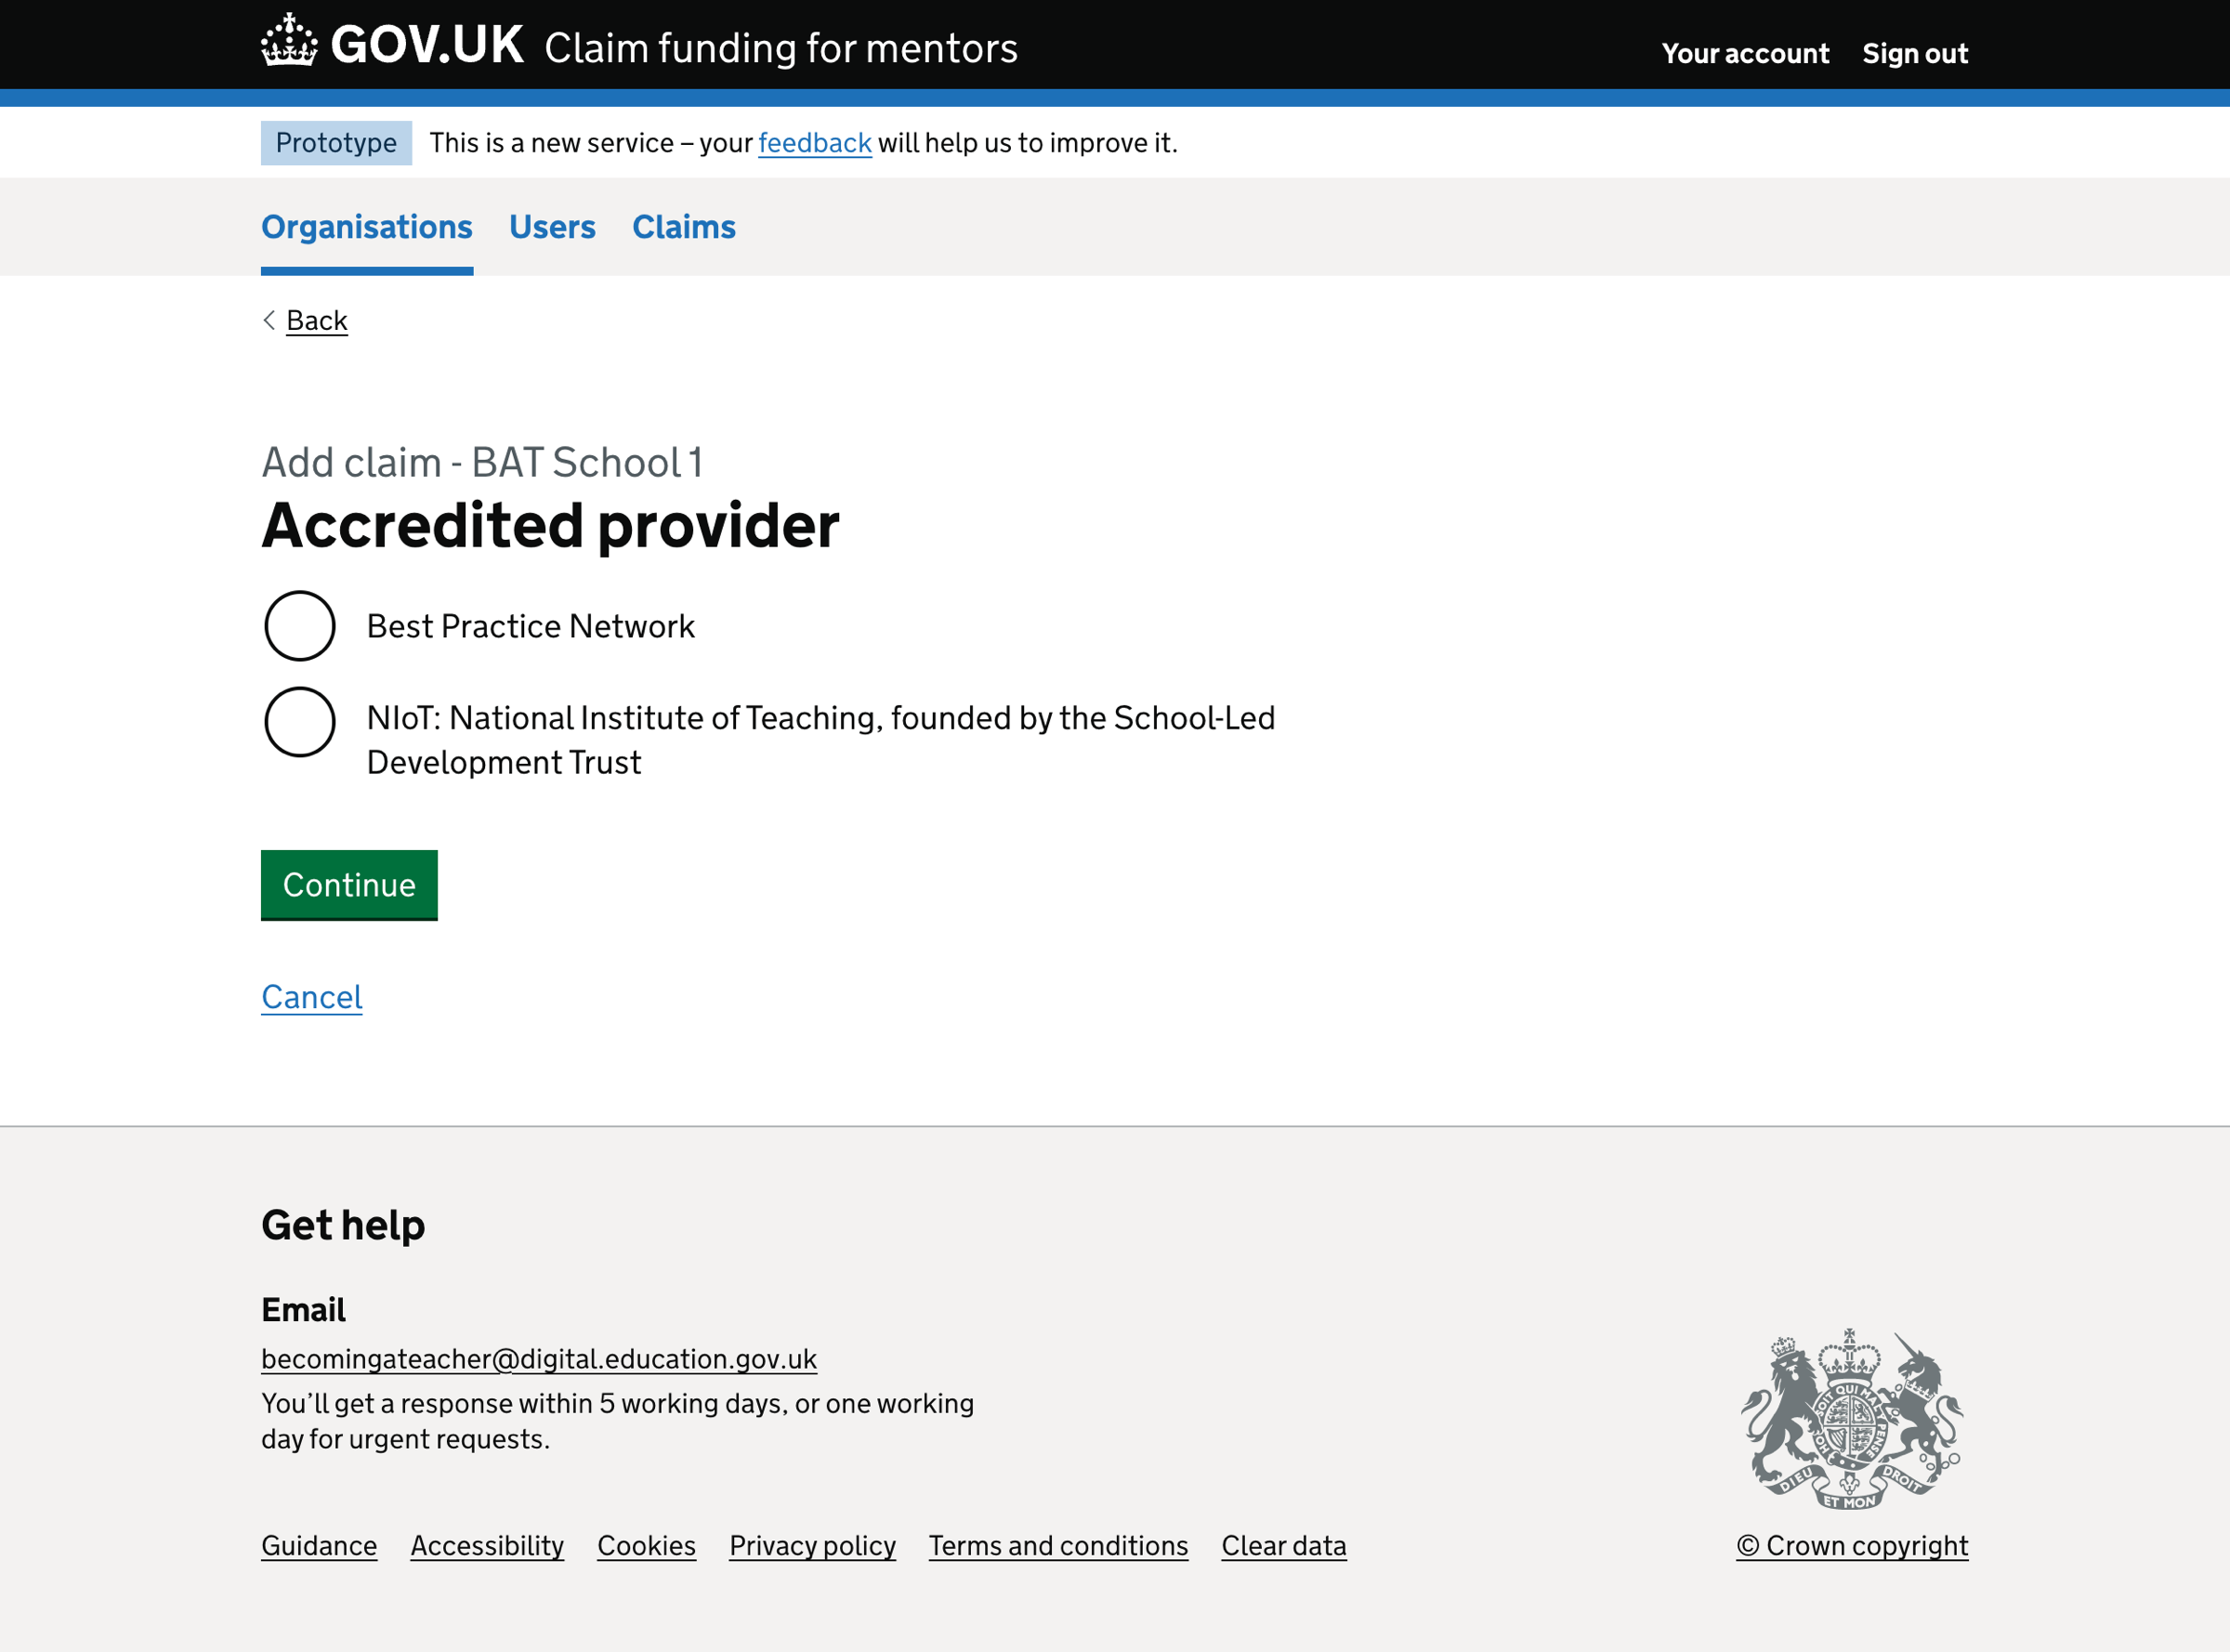 GOV.UK Claim funding for mentors
Your account Sign out
Prototype This is a new service – your feedback will help us to improve it.
Organisations Users Claims
Back
Add claim - BAT School 1
Accredited provider
Best Practice Network
NIoT: National Institute of Teaching, founded by the School-Led
Development Trust
Continue
Cancel
Get help
Email
becomingateacher@digital.education.gov.uk
You’ll get a response within 5 working days, or one working
day for urgent requests.
DIEU ET MON DROIT
Guidance Accessibility Cookies Privacy policy Terms and conditions Clear data
© Crown copyright